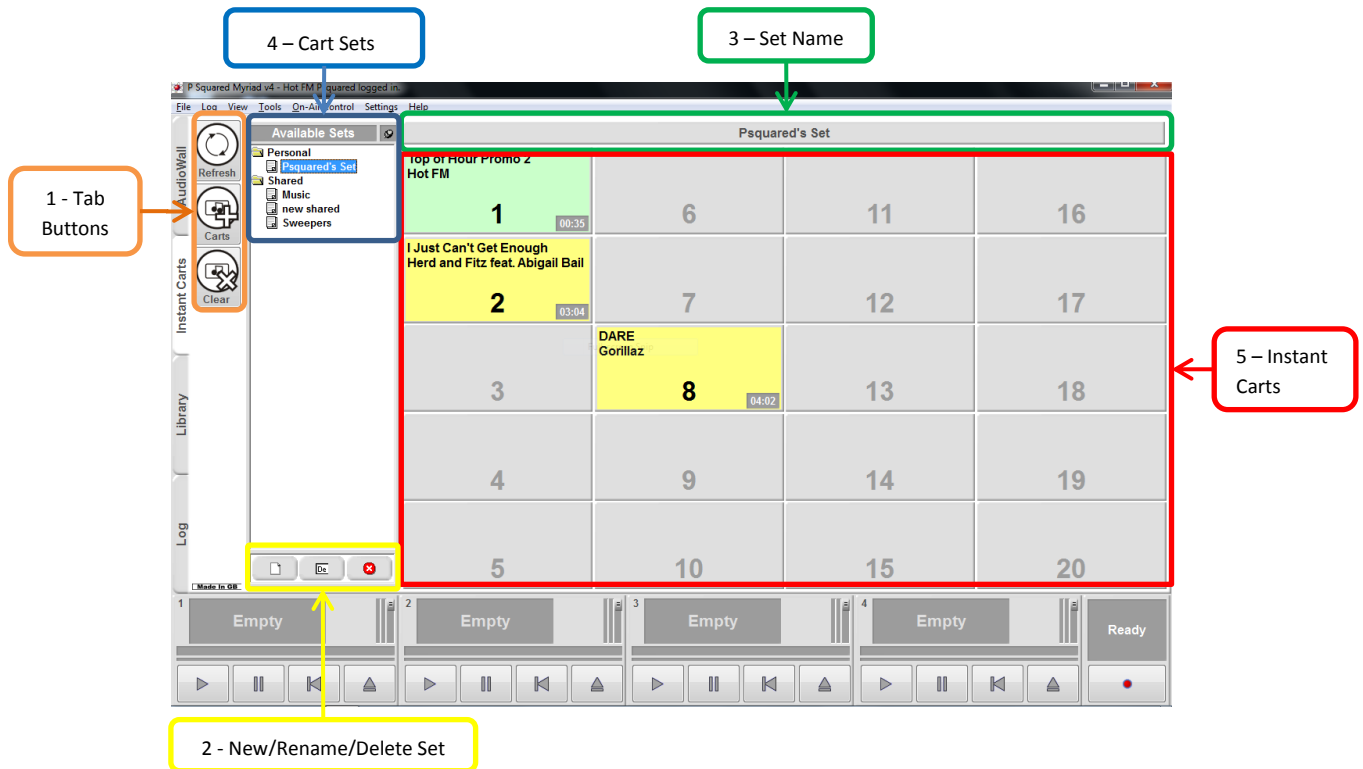 4 – Cart Sets
3 – Set Name
P Squared Myriad v4 - Hot FM Psquared logged in.
File Log View Tools On-Air Control Settings Help
1 - Tab
Buttons
AudioWall
Instant Carts
Library
Log
Refresh
Carts
Clear
Available Sets
Personal
Psquared's Set
Shared
Music
new shared
Sweepers
Psquared's Set
Top of Hour Promo 2
Hot FM
1
00:35
6
11
16
I Just Can't Get Enough
Herd and Fitz feat. Abigail Bail
2
03:04
7
12
17
3
DARE
Gorillaz
8
04:02
13
18
4
9
14
19
5
10
15
20
5 – Instant
Carts
De
Made In GB
1
Empty
2
Empty
3
Empty
4
Empty
Ready
2 - New/Rename/Delete Set